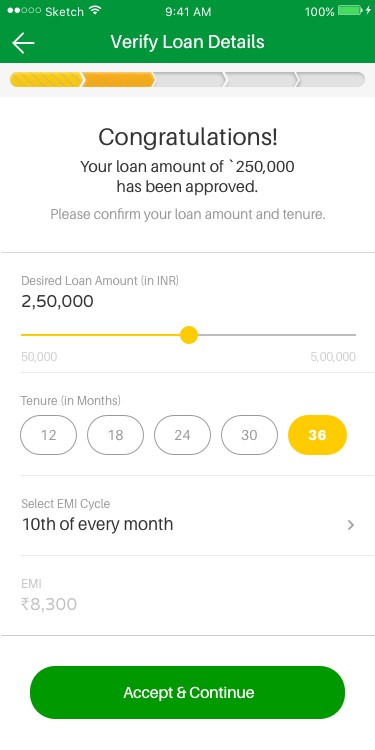 Sketch 9:41 AM 100%
Verify Loan Details
Congratulations!
Your loan amount of `250,000
has been approved.
Please confirm your loan amount and tenure.
Desired Loan Amount (in INR)
2,50,000
50,000 5,00,000
Tenure (in Months)
12 18 24 30 36
Select EMI Cycle
10th of every month
EMI
₹8,300
Accept & Continue